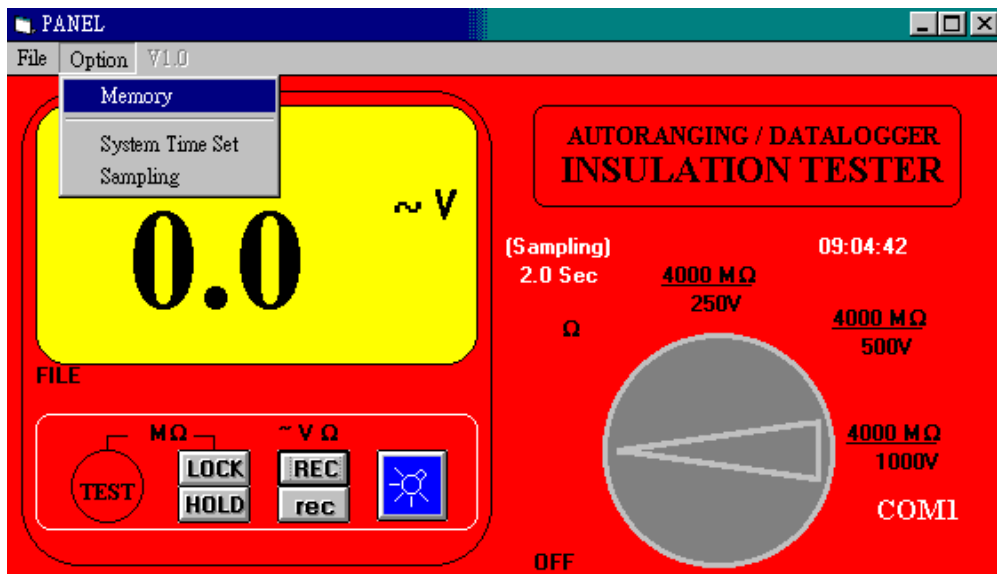 PANEL
File Option V1.0
Memory
System Time Set
Sampling
~ V
0.0
FILE
MΩ
~ V Ω
TEST
LOCK
HOLD
REC
rec
AUTORANGING / DATALOGGER
INSULATION TESTER
(Sampling)
2.0 Sec
09:04:42
4000 MΩ
250V
Ω
4000 MΩ
500V
4000 MΩ
1000V
COM1
OFF